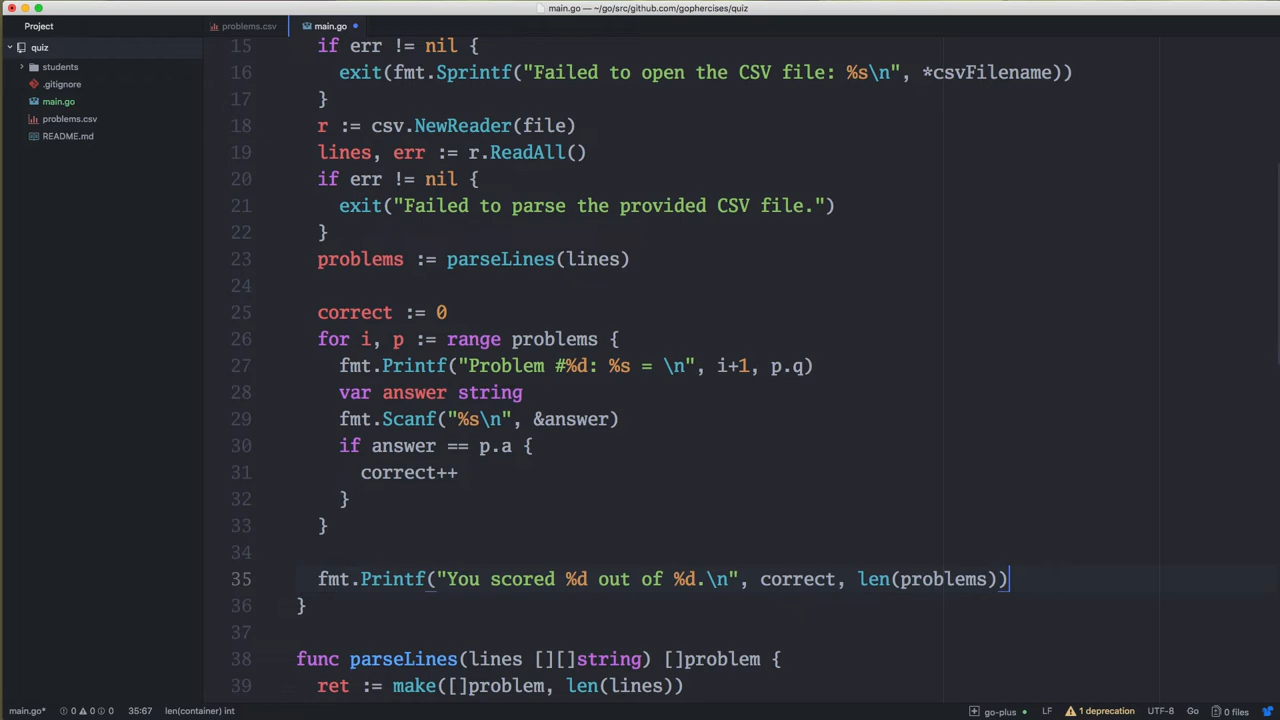 main.go — ~/go/src/github.com/gophercises/quiz
Project
problems.csv
main.go
quiz
students
.gitignore
main.go
problems.csv
README.md
15 if err != nil {
16 exit(fmt.Sprintf("Failed to open the CSV file: %s\n", *csvFilename))
17 }
18 r := csv.NewReader(file)
19 lines, err := r.ReadAll()
20 if err != nil {
21 exit("Failed to parse the provided CSV file.")
22 }
23 problems := parseLines(lines)
24
25 correct := 0
26 for i, p := range problems {
27 fmt.Printf("Problem #%d: %s = \n", i+1, p.q)
28 var answer string
29 fmt.Scanf("%s\n", &answer)
30 if answer == p.a {
31 correct++
32 }
33 }
34
35 fmt.Printf("You scored %d out of %d.\n", correct, len(problems))
36 }
37
38 func parseLines(lines [][]string) []problem {
39 ret := make([]problem, len(lines))
main.go* 0 0 0 35:67 len(container) int go-plus LF 1 deprecation UTF-8 Go 0 files